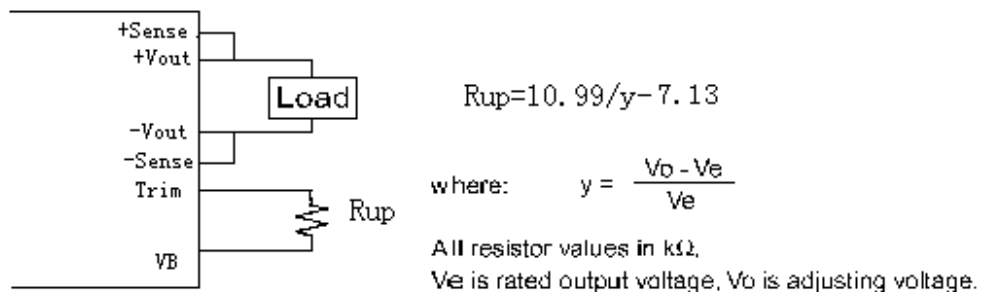 +Sense
+Vout
Load
-Vout
-Sense
Trim
Rup
VB
Rup=10.99/y-7.13
where: y = Vo - Ve
Ve
All resistor values in kΩ,
Ve is rated output voltage, Vo is adjusting voltage.